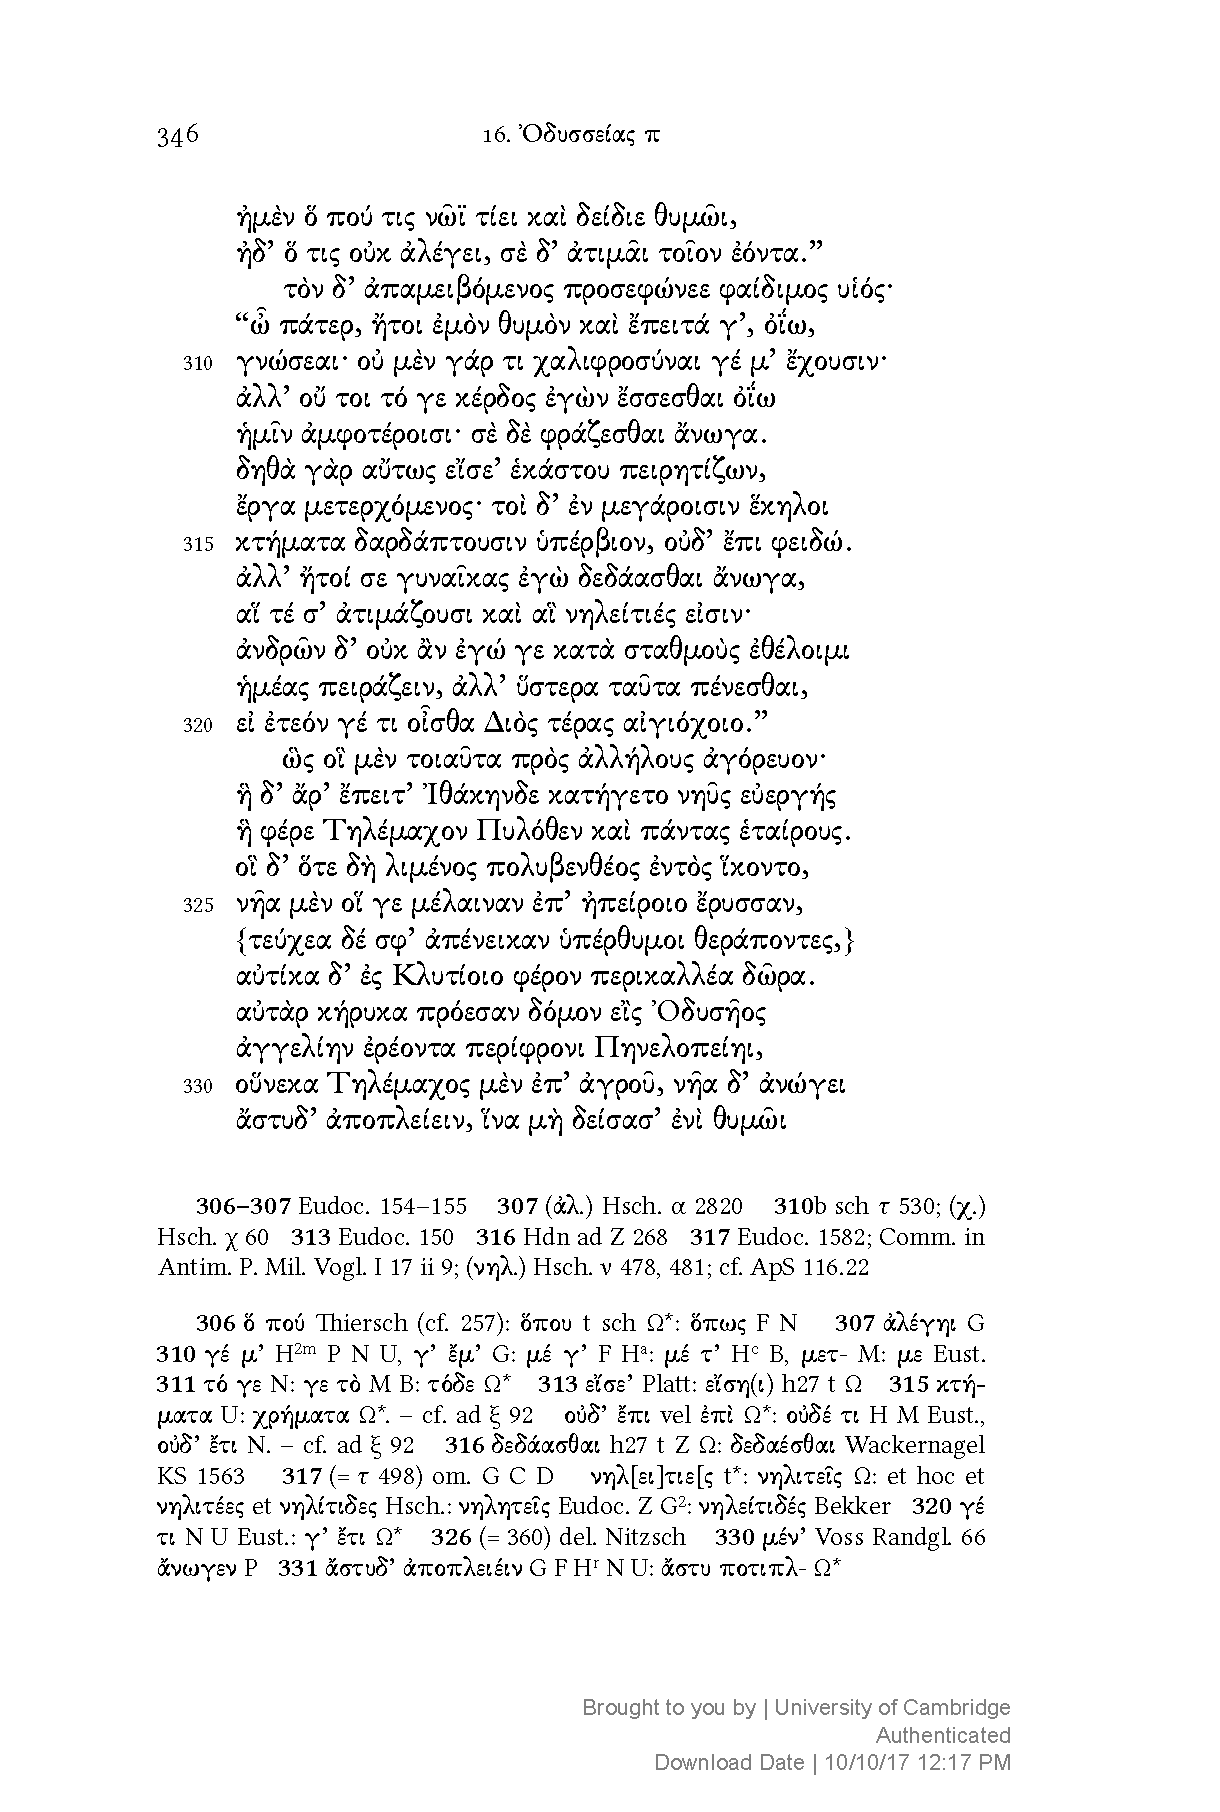 346 16. Ὀδυσσείας π
ἠμὲν ὅ πού τις νῶϊ τίει καὶ δείδιε θυμῶι,
ἠδ’ ὅ τις οὐκ ἀλέγει, σὲ δ’ ἀτιμᾶι τοῖον ἐόντα.”
τὸν δ’ ἀπαμειβόμενος προσεφώνεε φαίδιμος υἱός·
“ὦ πάτερ, ἤτοι ἐμὸν θυμὸν καὶ ἔπειτά γ’, ὀΐω,
310 γνώσεαι· οὐ μὲν γάρ τι χαλιφροσύναι γέ μ’ ἔχουσιν·
ἀλλ’ οὔ τοι τό γε κέρδος ἐγὼν ἔσσεσθαι ὀΐω
ἡμῖν ἀμφοτέροισι· σὲ δὲ φράζεσθαι ἄνωγα.
δηθὰ γὰρ αὔτως εἴσε’ ἑκάστου πειρητίζων,
ἔργα μετερχόμενος· τοὶ δ’ ἐν μεγάροισιν ἕκηλοι
315 κτήματα δαρδάπτουσιν ὑπέρβιον, οὐδ’ ἔπι φειδώ.
ἀλλ’ ἤτοί σε γυναῖκας ἐγὼ δεδάασθαι ἄνωγα,
αἵ τέ σ’ ἀτιμάζουσι καὶ αἳ νηλείτιές εἰσιν·
ἀνδρῶν δ’ οὐκ ἂν ἐγώ γε κατὰ σταθμοὺς ἐθέλοιμι
ἡμέας πειράζειν, ἀλλ’ ὕστερα ταῦτα πένεσθαι,
320 εἰ ἐτεόν γέ τι οἶσθα Διὸς τέρας αἰγιόχοιο.”
ὣς οἳ μὲν τοιαῦτα πρὸς ἀλλήλους ἀγόρευον·
ἣ δ’ ἄρ’ ἔπειτ’ Ἰθάκηνδε κατήγετο νηῦς εὐεργής
ἣ φέρε Τηλέμαχον Πυλόθεν καὶ πάντας ἑταίρους.
οἳ δ’ ὅτε δὴ λιμένος πολυβενθέος ἐντὸς ἵκοντο,
325 νῆα μὲν οἵ γε μέλαιναν ἐπ’ ἠπείροιο ἔρυσσαν,
{τεύχεα δέ σφ’ ἀπένεικαν ὑπέρθυμοι θεράποντες,}
αὐτίκα δ’ ἐς Κλυτίοιο φέρον περικαλλέα δῶρα.
αὐτὰρ κήρυκα πρόεσαν δόμον εἲς Ὀδυσῆος
ἀγγελίην ἐρέοντα περίφρονι Πηνελοπείηι,
330 οὕνεκα Τηλέμαχος μὲν ἐπ’ ἀγροῦ, νῆα δ’ ἀνώγει
ἄστυδ’ ἀποπλείειν, ἵνα μὴ δείσασ’ ἐνὶ θυμῶι
306–307 Eudoc. 154–155 307 (ἀλ.) Hsch. α 2820 310b sch τ 530; (χ.)
Hsch. χ 60 313 Eudoc. 150 316 Hdn ad Ζ 268 317 Eudoc. 1582; Comm. in
Antim. P. Mil. Vogl. I 17 ii 9; (νηλ.) Hsch. ν 478, 481; cf. ApS 116.22
306 ὅ πού Thiersch (cf. 257): ὅπου t sch Ω*: ὅπως F N 307 ἀλέγηι G
310 γέ μ’ H2m P N U, γ’ ἔμ’ G: μέ γ’ F Ha: μέ τ’ Hc B, μετ- M: με Eust.
311 τό γε N: γε τὸ M B: τόδε Ω* 313 εἴσε’ Platt: εἴση(ι) h27 t Ω 315 κτή-
ματα U: χρήματα Ω*. – cf. ad ξ 92 οὐδ’ ἔπι vel ἐπὶ Ω*: οὐδέ τι H M Eust.,
οὐδ’ ἔτι N. – cf. ad ξ 92 316 δεδάασθαι h27 t Z Ω: δεδαέσθαι Wackernagel
KS 1563 317 (= τ 498) om. G C D νηλ[ει]τιε[ς t*: νηλιτεῖς Ω: et hoc et
νηλιτέες et νηλίτιδες Hsch.: νηλητεῖς Eudoc. Z G2: νηλείτιδές Bekker 320 γέ
τι N U Eust.: γ’ ἔτι Ω* 326 (= 360) del. Nitzsch 330 μέν’ Voss Randgl. 66
ἄνωγεν P 331 ἄστυδ’ ἀποπλειέιν G F Hr N U: ἄστυ ποτιπλ- Ω*
Brought to you by | University of Cambridge
Authenticated
Download Date | 10/10/17 12:17 PM